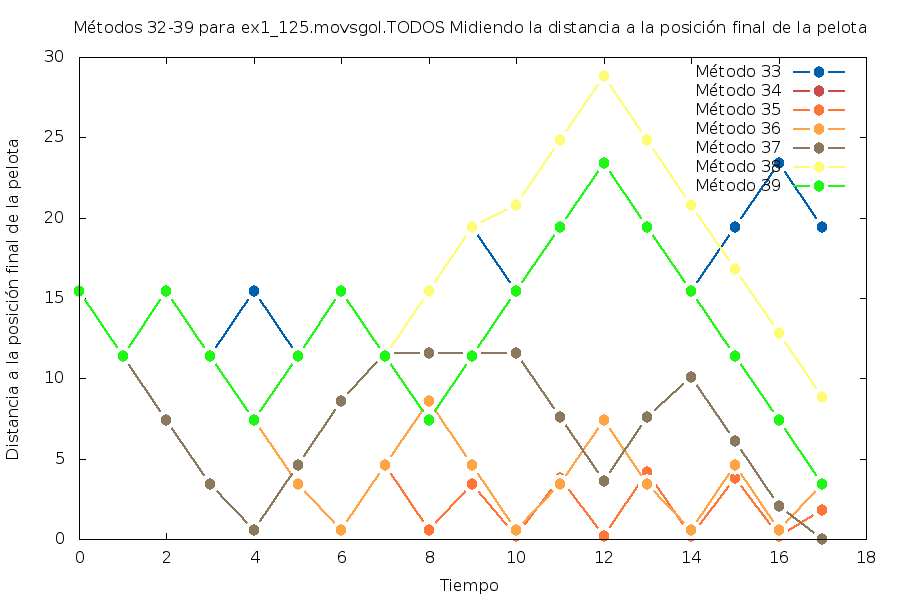 Métodos 32-39 para ex1_125.movsgol.TODOS Midiendo la distancia a la posición final de la pelota
30
25
20
15
10
5
0
Distancia a la posición final de la pelota
Método 33
Método 34
Método 35
Método 36
Método 37
Método 38
Método 39
0 2 4 6 8 10 12 14 16 18
Tiempo